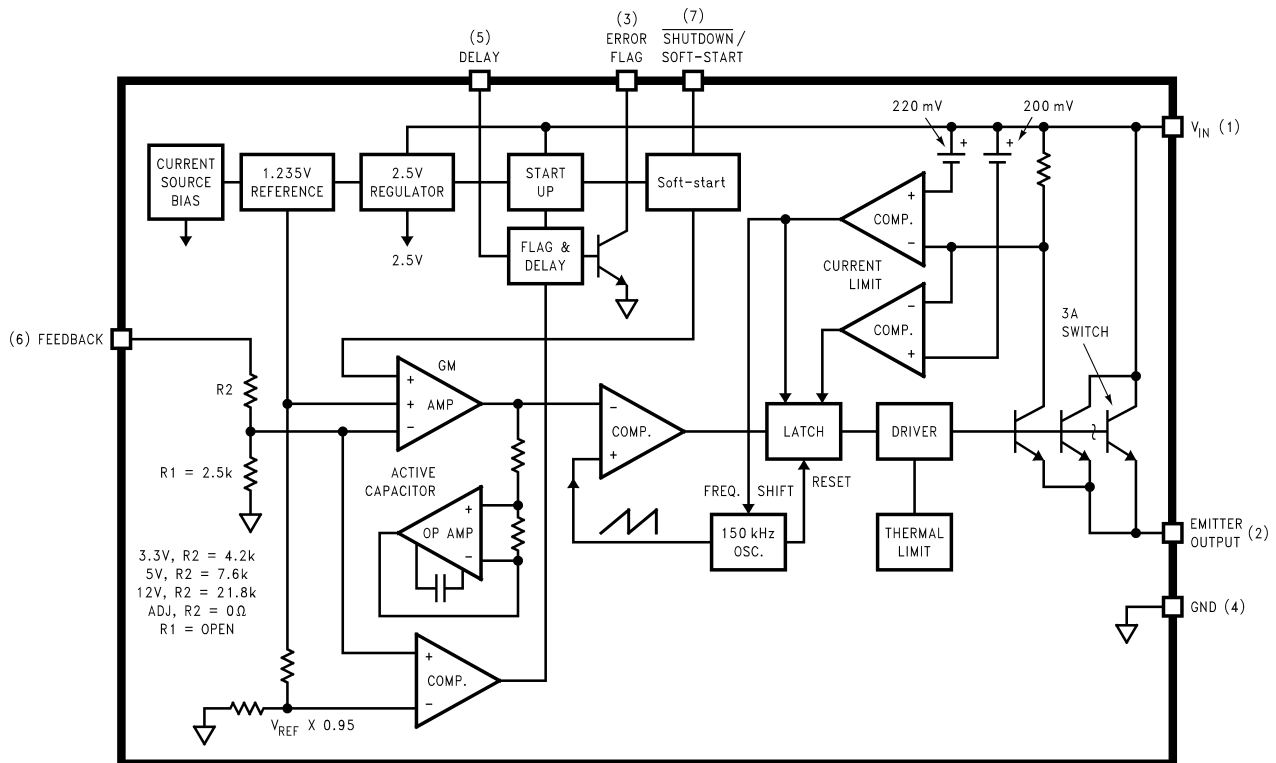 (5)
DELAY
(3)
ERROR
FLAG
(7)
SHUTDOWN/
SOFT-START
220 mV
200 mV
+
+
V_IN (1)
CURRENT
SOURCE
BIAS
1.235V
REFERENCE
2.5V
REGULATOR
START
UP
Soft-start
2.5V
FLAG &
DELAY
+
COMP.
−
CURRENT
LIMIT
−
COMP.
+
3A
SWITCH
(6) FEEDBACK
R2
R1 = 2.5k
GM
+
+
AMP
−
−
COMP.
+
LATCH
DRIVER
ACTIVE
CAPACITOR
+
OP AMP
−
FREQ. SHIFT
RESET
150 kHz
OSC.
THERMAL
LIMIT
EMITTER
OUTPUT (2)
GND (4)
3.3V, R2 = 4.2k
5V, R2 = 7.6k
12V, R2 = 21.8k
ADJ, R2 = 0Ω
R1 = OPEN
+
COMP.
−
V_REF X 0.95